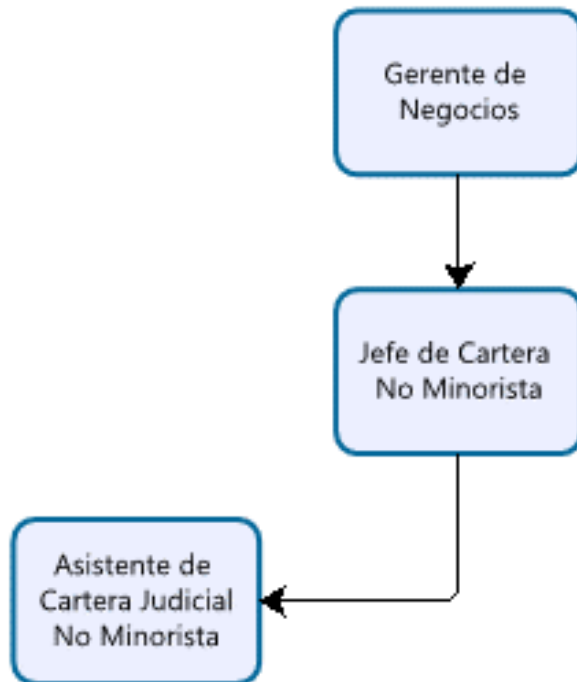 Gerente de
Negocios
Jefe de Cartera
No Minorista
Asistente de
Cartera Judicial
No Minorista